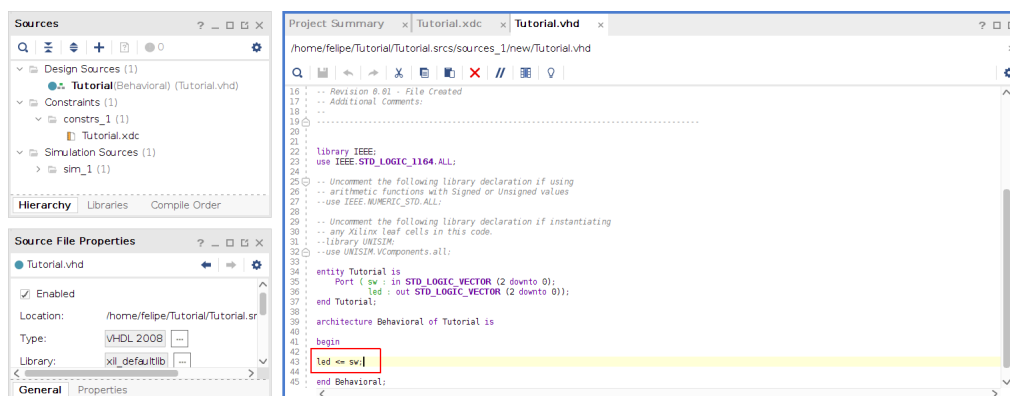 Sources
0
Design Sources (1)
Tutorial(Behavioral) (Tutorial.vhd)
Constraints (1)
constrs_1 (1)
Tutorial.xdc
Simulation Sources (1)
sim_1 (1)
Hierarchy Libraries Compile Order
Source File Properties
Tutorial.vhd
Enabled
Location: /home/felipe/Tutorial/Tutorial.sr
Type: VHDL 2008
Library: xil_defaultlib
General Properties
Project Summary Tutorial.xdc Tutorial.vhd
/home/felipe/Tutorial/Tutorial.srcs/sources_1/new/Tutorial.vhd
16 -- Revision 0.01 - File Created
17 -- Additional Comments:
18 --
19 ----------------------------------------------------------------------------------
20
21
22 library IEEE;
23 use IEEE.STD_LOGIC_1164.ALL;
24
25 -- Uncomment the following library declaration if using
26 -- arithmetic functions with Signed or Unsigned values
27 --use IEEE.NUMERIC_STD.ALL;
28
29 -- Uncomment the following library declaration if instantiating
30 -- any Xilinx leaf cells in this code.
31 --library UNISIM;
32 --use UNISIM.VComponents.all;
33
34 entity Tutorial is
35 Port ( sw : in STD_LOGIC_VECTOR (2 downto 0);
36 led : out STD_LOGIC_VECTOR (2 downto 0));
37 end Tutorial;
38
39 architecture Behavioral of Tutorial is
40
41 begin
42
43 led <= sw;
44
45 end Behavioral;